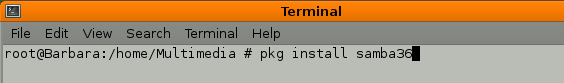 Terminal
File Edit View Search Terminal Help
root@Barbara:/home/Multimedia # pkg install samba36